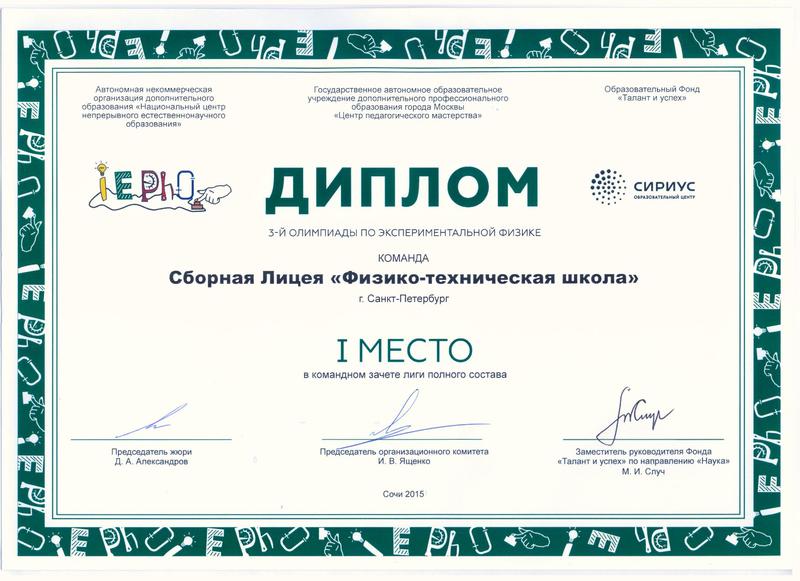 Автономная некоммерческая
организация дополнительного
образования «Национальный центр
непрерывного естественнонаучного
образования»
Государственное автономное образовательное
учреждение дополнительного профессионального
образования города Москвы
«Центр педагогического мастерства»
Образовательный Фонд
«Талант и успех»
iEPhO
ДИПЛОМ
СИРИУС
ОБРАЗОВАТЕЛЬНЫЙ ЦЕНТР
3-Й ОЛИМПИАДЫ ПО ЭКСПЕРИМЕНТАЛЬНОЙ ФИЗИКЕ
КОМАНДА
Сборная Лицея «Физико-техническая школа»
г. Санкт-Петербург
I МЕСТО
в командном зачете лиги полного состава
Председатель жюри
Д. А. Александров
Председатель организационного комитета
И. В. Ященко
Заместитель руководителя Фонда
«Талант и успех» по направлению «Наука»
М. И. Случ
Сочи 2015